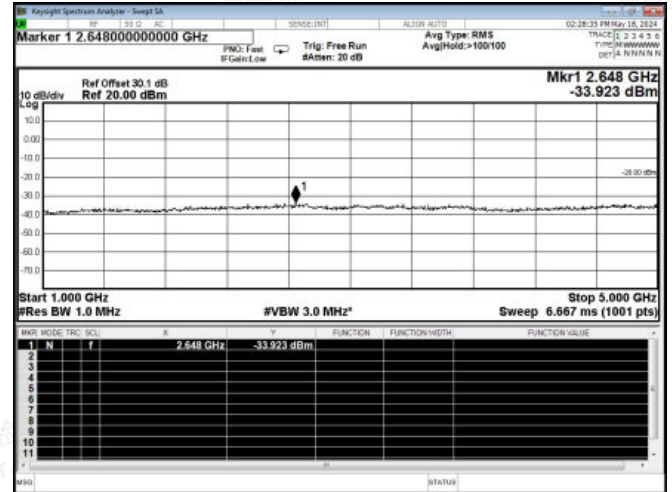 Keysight Spectrum Analyzer - Swept SA
RF 50 Ω AC SENSE:INT ALIGN AUTO 02:28:35 PM May 18, 2024
Marker 1 2.648000000000 GHz
PNO: Fast
IFGain:Low
Trig: Free Run
#Atten: 20 dB
Avg Type: RMS
Avg|Hold:>100/100
TRACE 1 2 3 4 5 6
TYPE MWWWWW
DET A NNNNN
Ref Offset 30.1 dB
10 dB/div Ref 20.00 dBm
Log
Mkr1 2.648 GHz
-33.923 dBm
10.0
0.00
-10.0
-20.0
-28.00 dBm
1
-30.0
-40.0
-50.0
-60.0
-70.0
Start 1.000 GHz Stop 5.000 GHz
#Res BW 1.0 MHz #VBW 3.0 MHz* Sweep 6.667 ms (1001 pts)
MKR MODE TRC SCL X Y FUNCTION FUNCTION WIDTH FUNCTION VALUE
1 N f 2.648 GHz -33.923 dBm
2
3
4
5
6
7
8
9
10
11
MSG STATUS